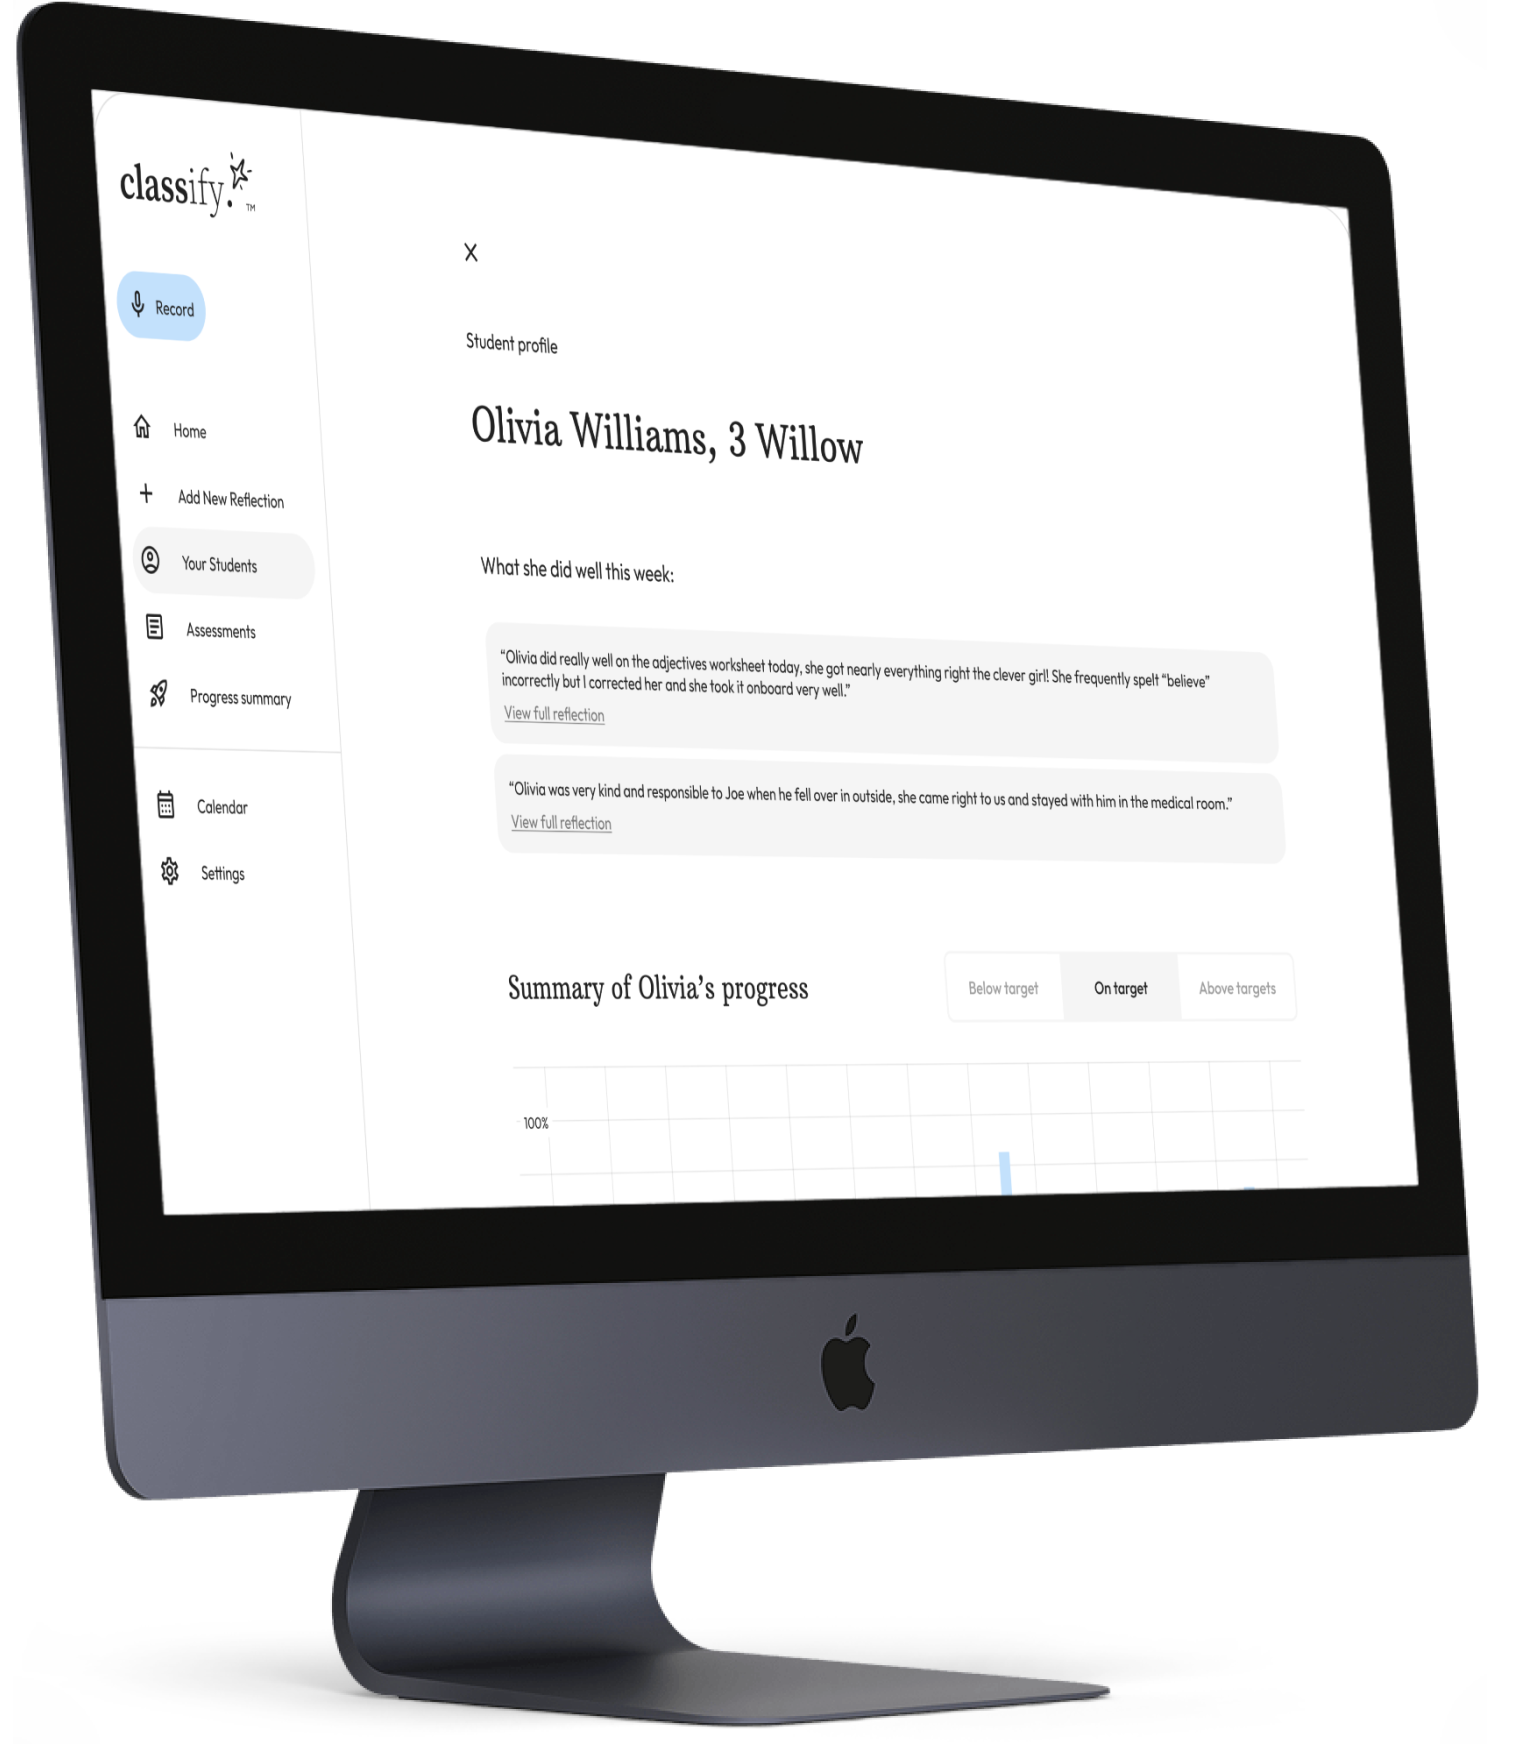 classify.
TM
Record
Home
Add New Reflection
Your Students
Assessments
Progress summary
Calendar
Settings
X
Student profile
Olivia Williams, 3 Willow
What she did well this week:
“Olivia did really well on the adjectives worksheet today, she got nearly everything right the clever girl! She frequently spelt “believe”
incorrectly but I corrected her and she took it onboard very well.”
View full reflection
“Olivia was very kind and responsible to Joe when he fell over in outside, she came right to us and stayed with him in the medical room.”
View full reflection
Summary of Olivia’s progress
Below target
On target
Above targets
100%